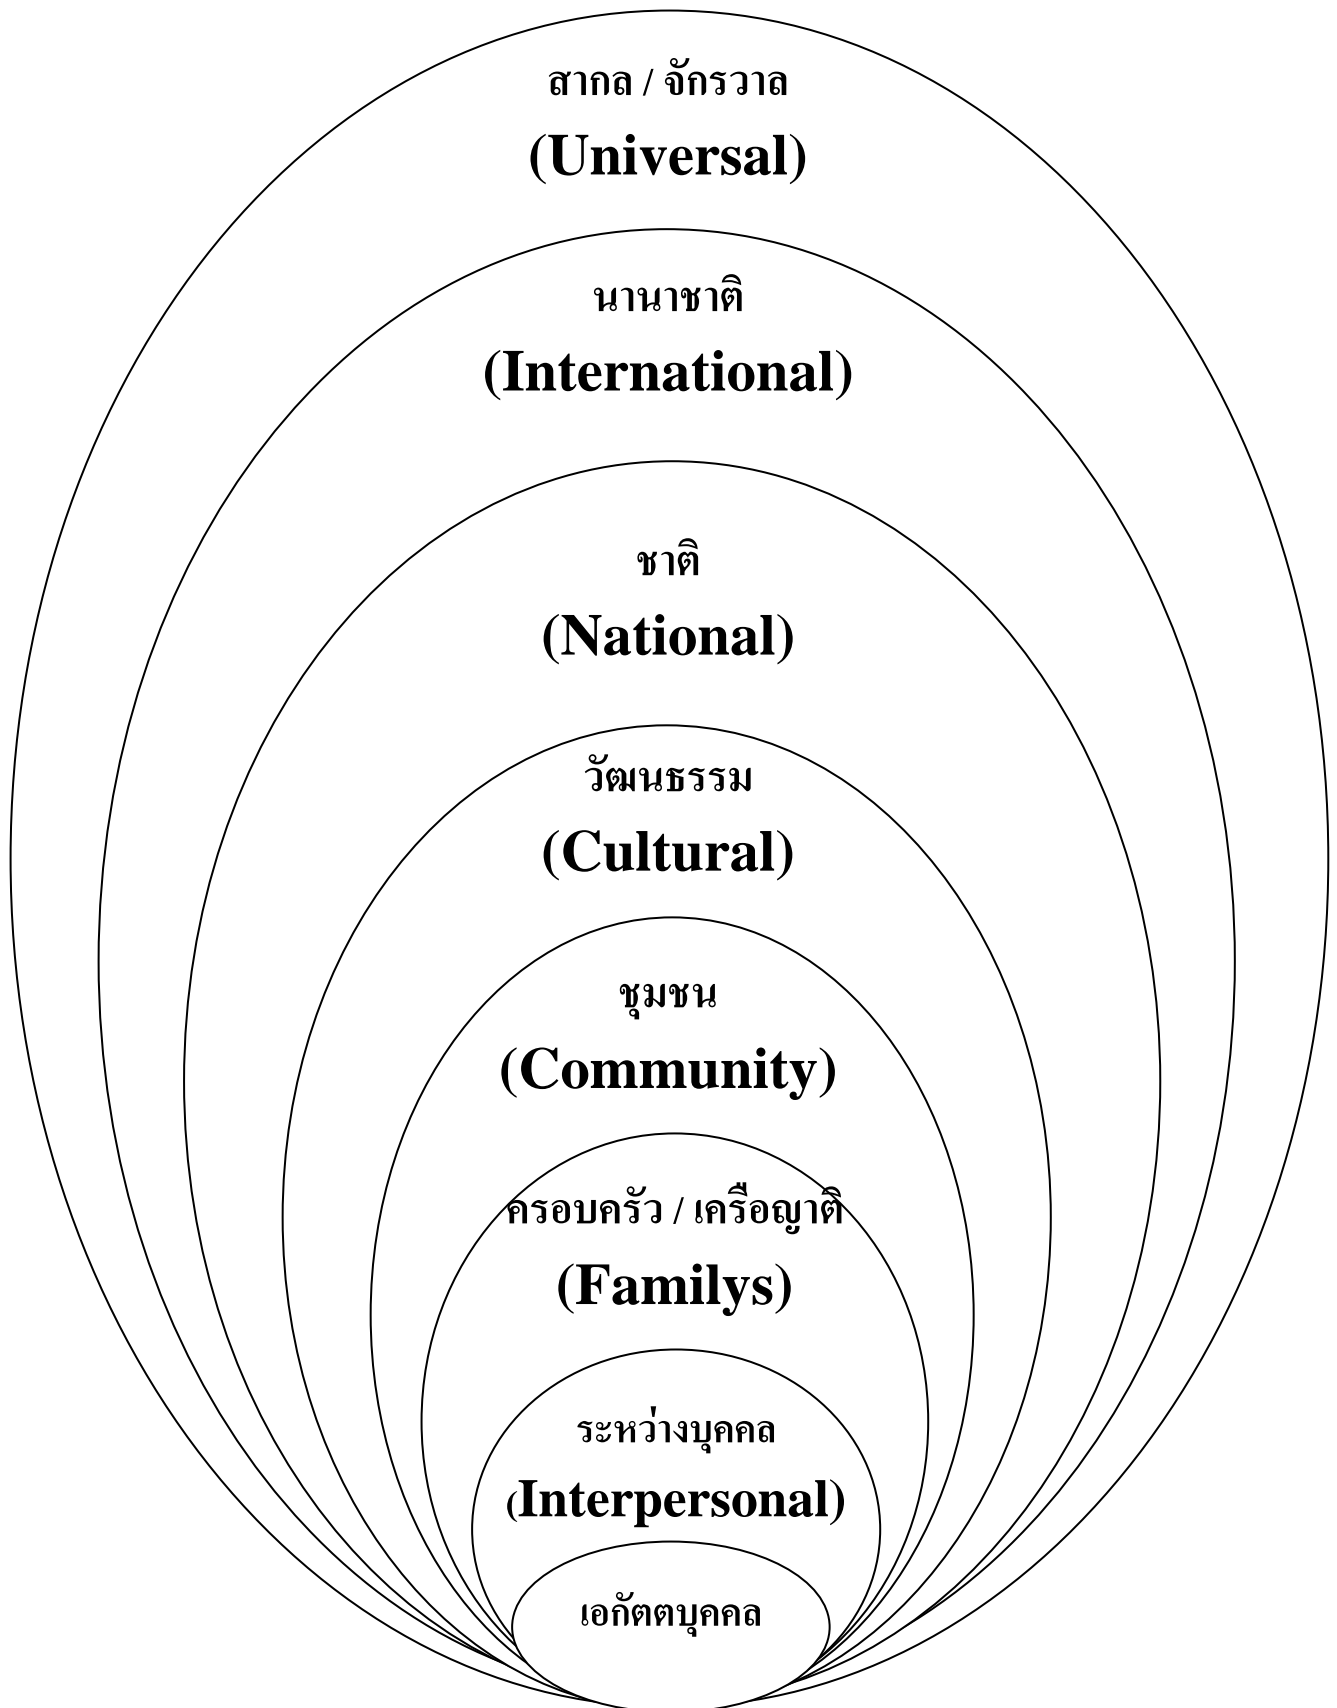 สากล / จักรวาล
(Universal)
นานาชาติ
(International)
ชาติ
(National)
วัฒนธรรม
(Cultural)
ชุมชน
(Community)
ครอบครัว / เครือญาติ
(Familys)
ระหว่างบุคคล
(Interpersonal)
เอกัตตบุคคล